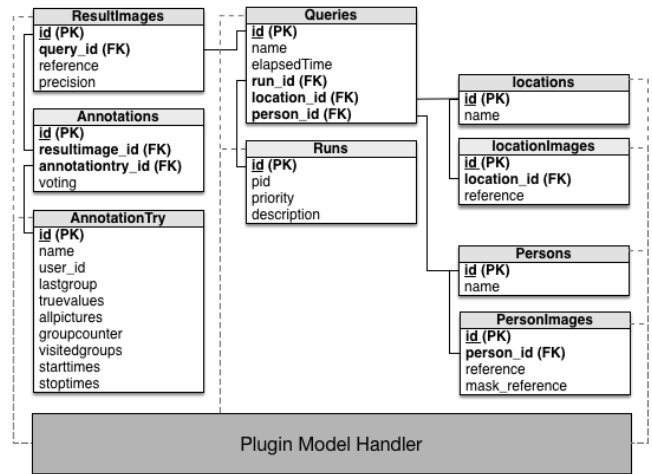 ResultImages
id (PK)
query_id (FK)
reference
precision
Annotations
id (PK)
resultimage_id (FK)
annotationtry_id (FK)
voting
AnnotationTry
id (PK)
name
user_id
lastgroup
truevalues
allpictures
groupcounter
visitedgroups
starttimes
stoptimes
Queries
id (PK)
name
elapsedTime
run_id (FK)
location_id (FK)
person_id (FK)
Runs
id (PK)
pid
priority
description
locations
id (PK)
name
locationImages
id (PK)
location_id (FK)
reference
Persons
id (PK)
name
PersonImages
id (PK)
person_id (FK)
reference
mask_reference
Plugin Model Handler